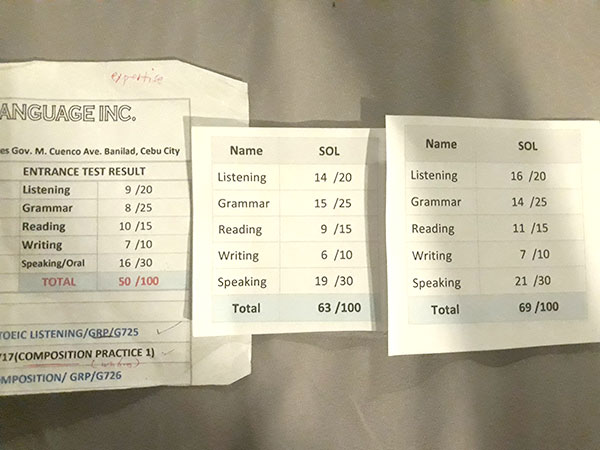 expertise
ANGUAGE INC.
es Gov. M. Cuenco Ave. Banilad, Cebu City
ENTRANCE TEST RESULT
Listening 9 /20
Grammar 8 /25
Reading 10 /15
Writing 7 /10
Speaking/Oral 16 /30
TOTAL 50 /100
TOEIC LISTENING/GRP/G725
/17(COMPOSITION PRACTICE 1)
OMPOSITION/ GRP/G726
Name SOL
Listening 14 /20
Grammar 15 /25
Reading 9 /15
Writing 6 /10
Speaking 19 /30
Total 63 /100
Name SOL
Listening 16 /20
Grammar 14 /25
Reading 11 /15
Writing 7 /10
Speaking 21 /30
Total 69 /100